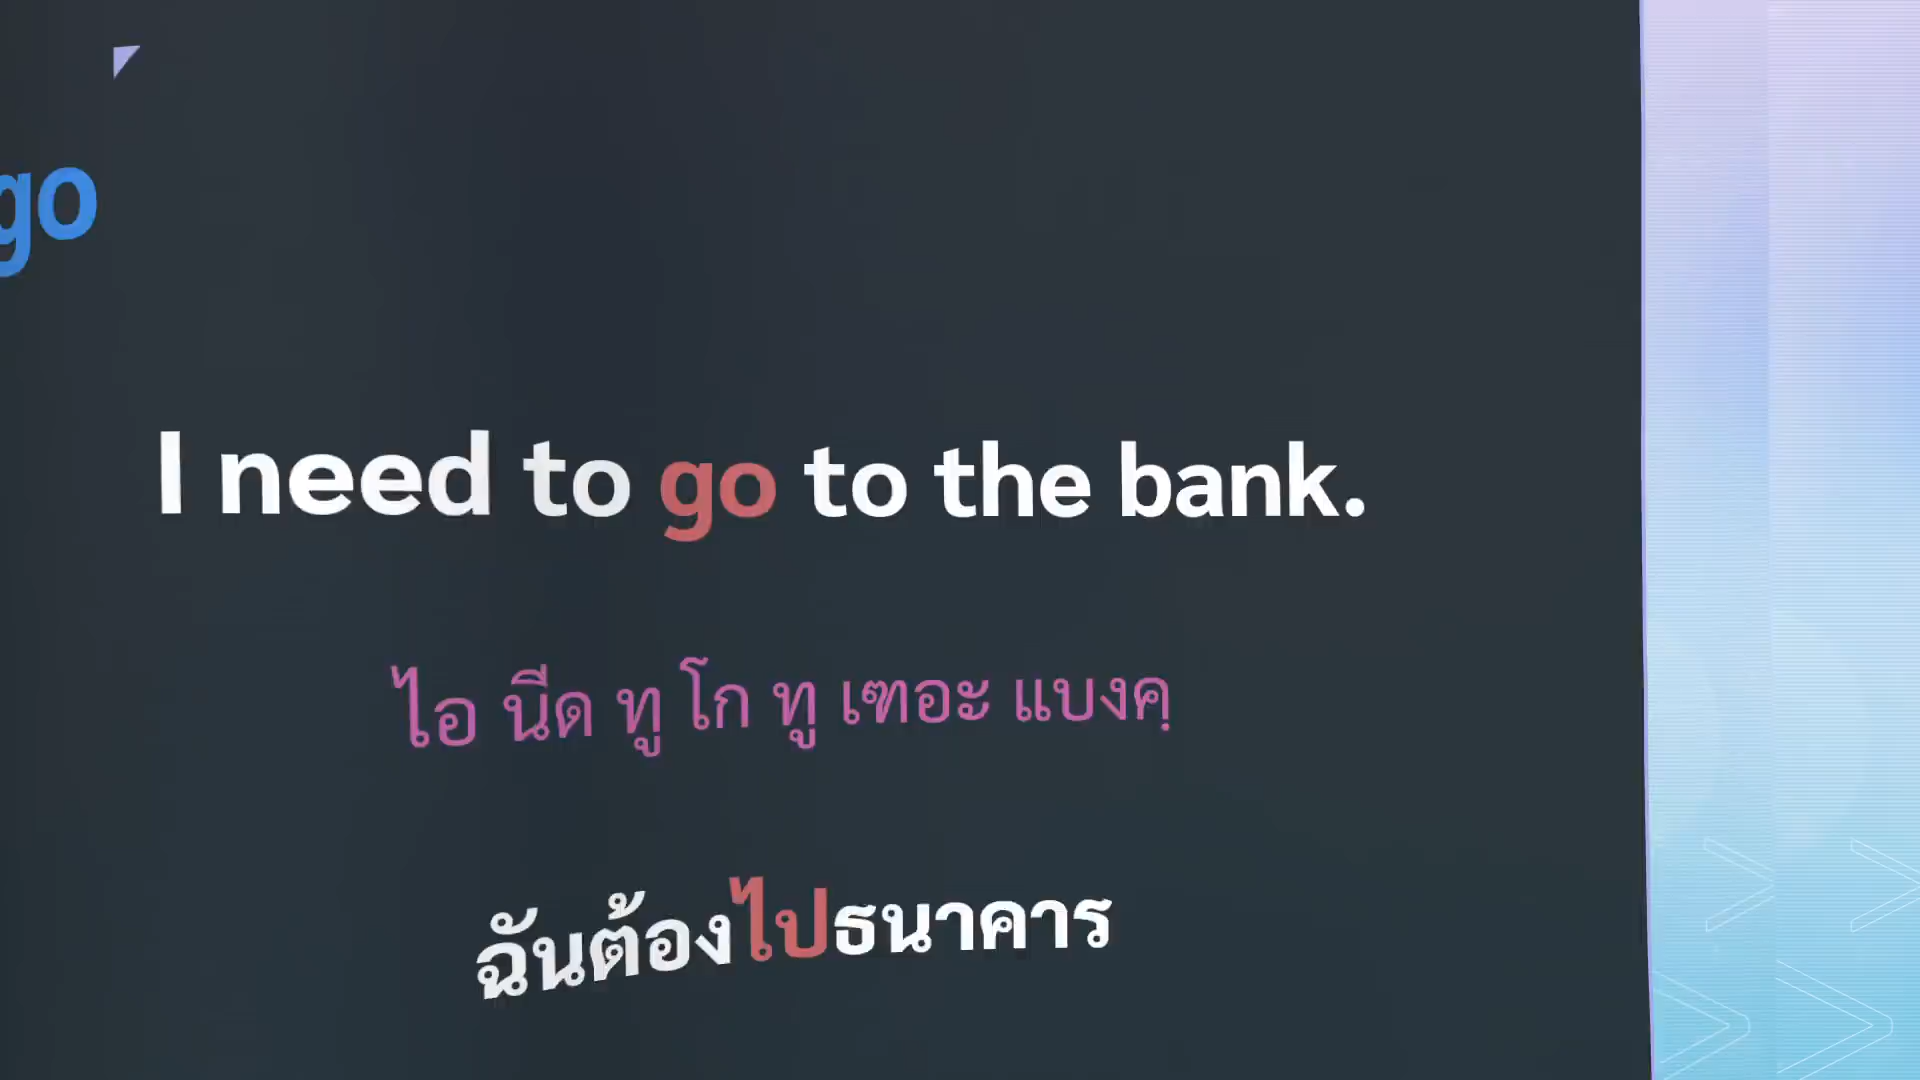 go
I need to go to the bank.
ไอ นีด ทู โก ทู เฑอะ แบงคฺ
ฉันต้องไปธนาคาร